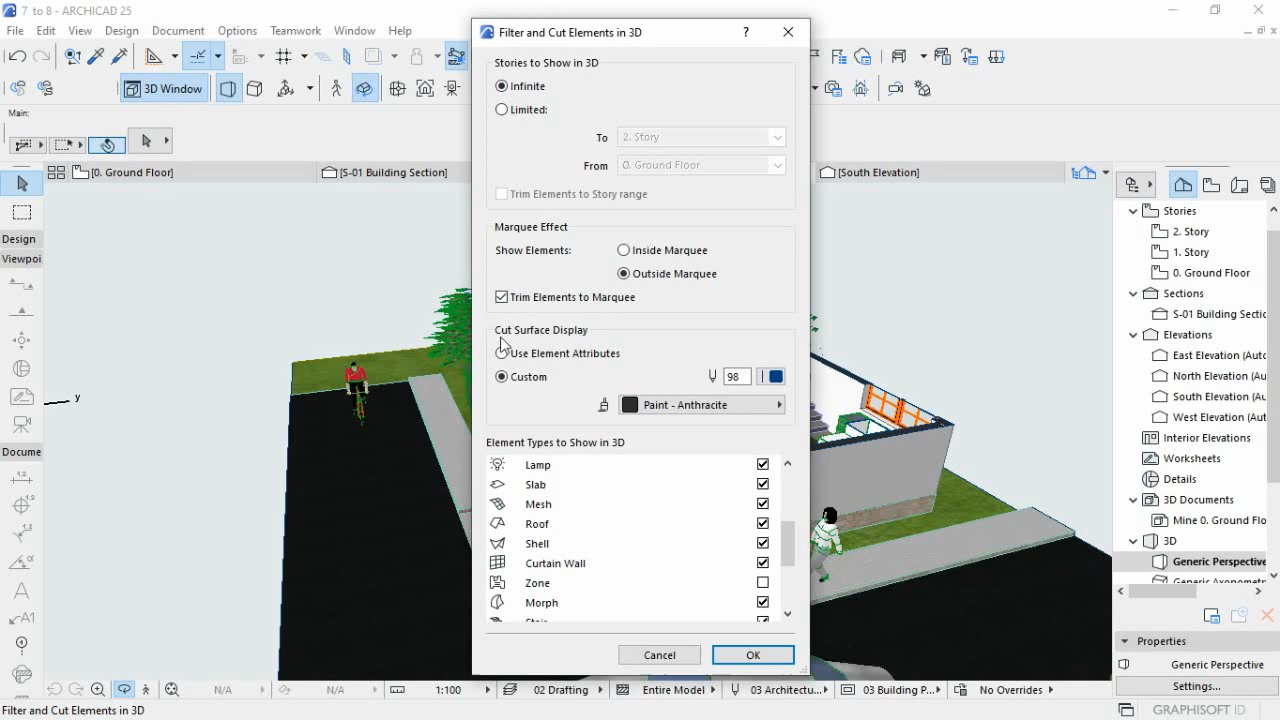 7 to 8 - ARCHICAD 25
File Edit View Design Document Options Teamwork Window Help
3D Window
Main:
[0. Ground Floor]
[S-01 Building Section]
[South Elevation]
Design
Viewpoi
Docume
y
Filter and Cut Elements in 3D
?
Stories to Show in 3D
Infinite
Limited:
To 2. Story
From 0. Ground Floor
Trim Elements to Story range
Marquee Effect
Show Elements: Inside Marquee
Outside Marquee
Trim Elements to Marquee
Cut Surface Display
Use Element Attributes
Custom 98
Paint - Anthracite
Element Types to Show in 3D
Lamp
Slab
Mesh
Roof
Shell
Curtain Wall
Zone
Morph
Stair
Cancel OK
Stories
2. Story
1. Story
0. Ground Floor
Sections
S-01 Building Sectic
Elevations
East Elevation (Auto
North Elevation (Au
South Elevation (Au
West Elevation (Aut
Interior Elevations
Worksheets
Details
3D Documents
Mine 0. Ground Flo
3D
Generic Perspective
Generic Axonometr
Properties
Generic Perspective
Settings...
N/A N/A 1:100 02 Drafting Entire Model 03 Architectu... 03 Building P... No Overrides
Filter and Cut Elements in 3D
GRAPHISOFT ID